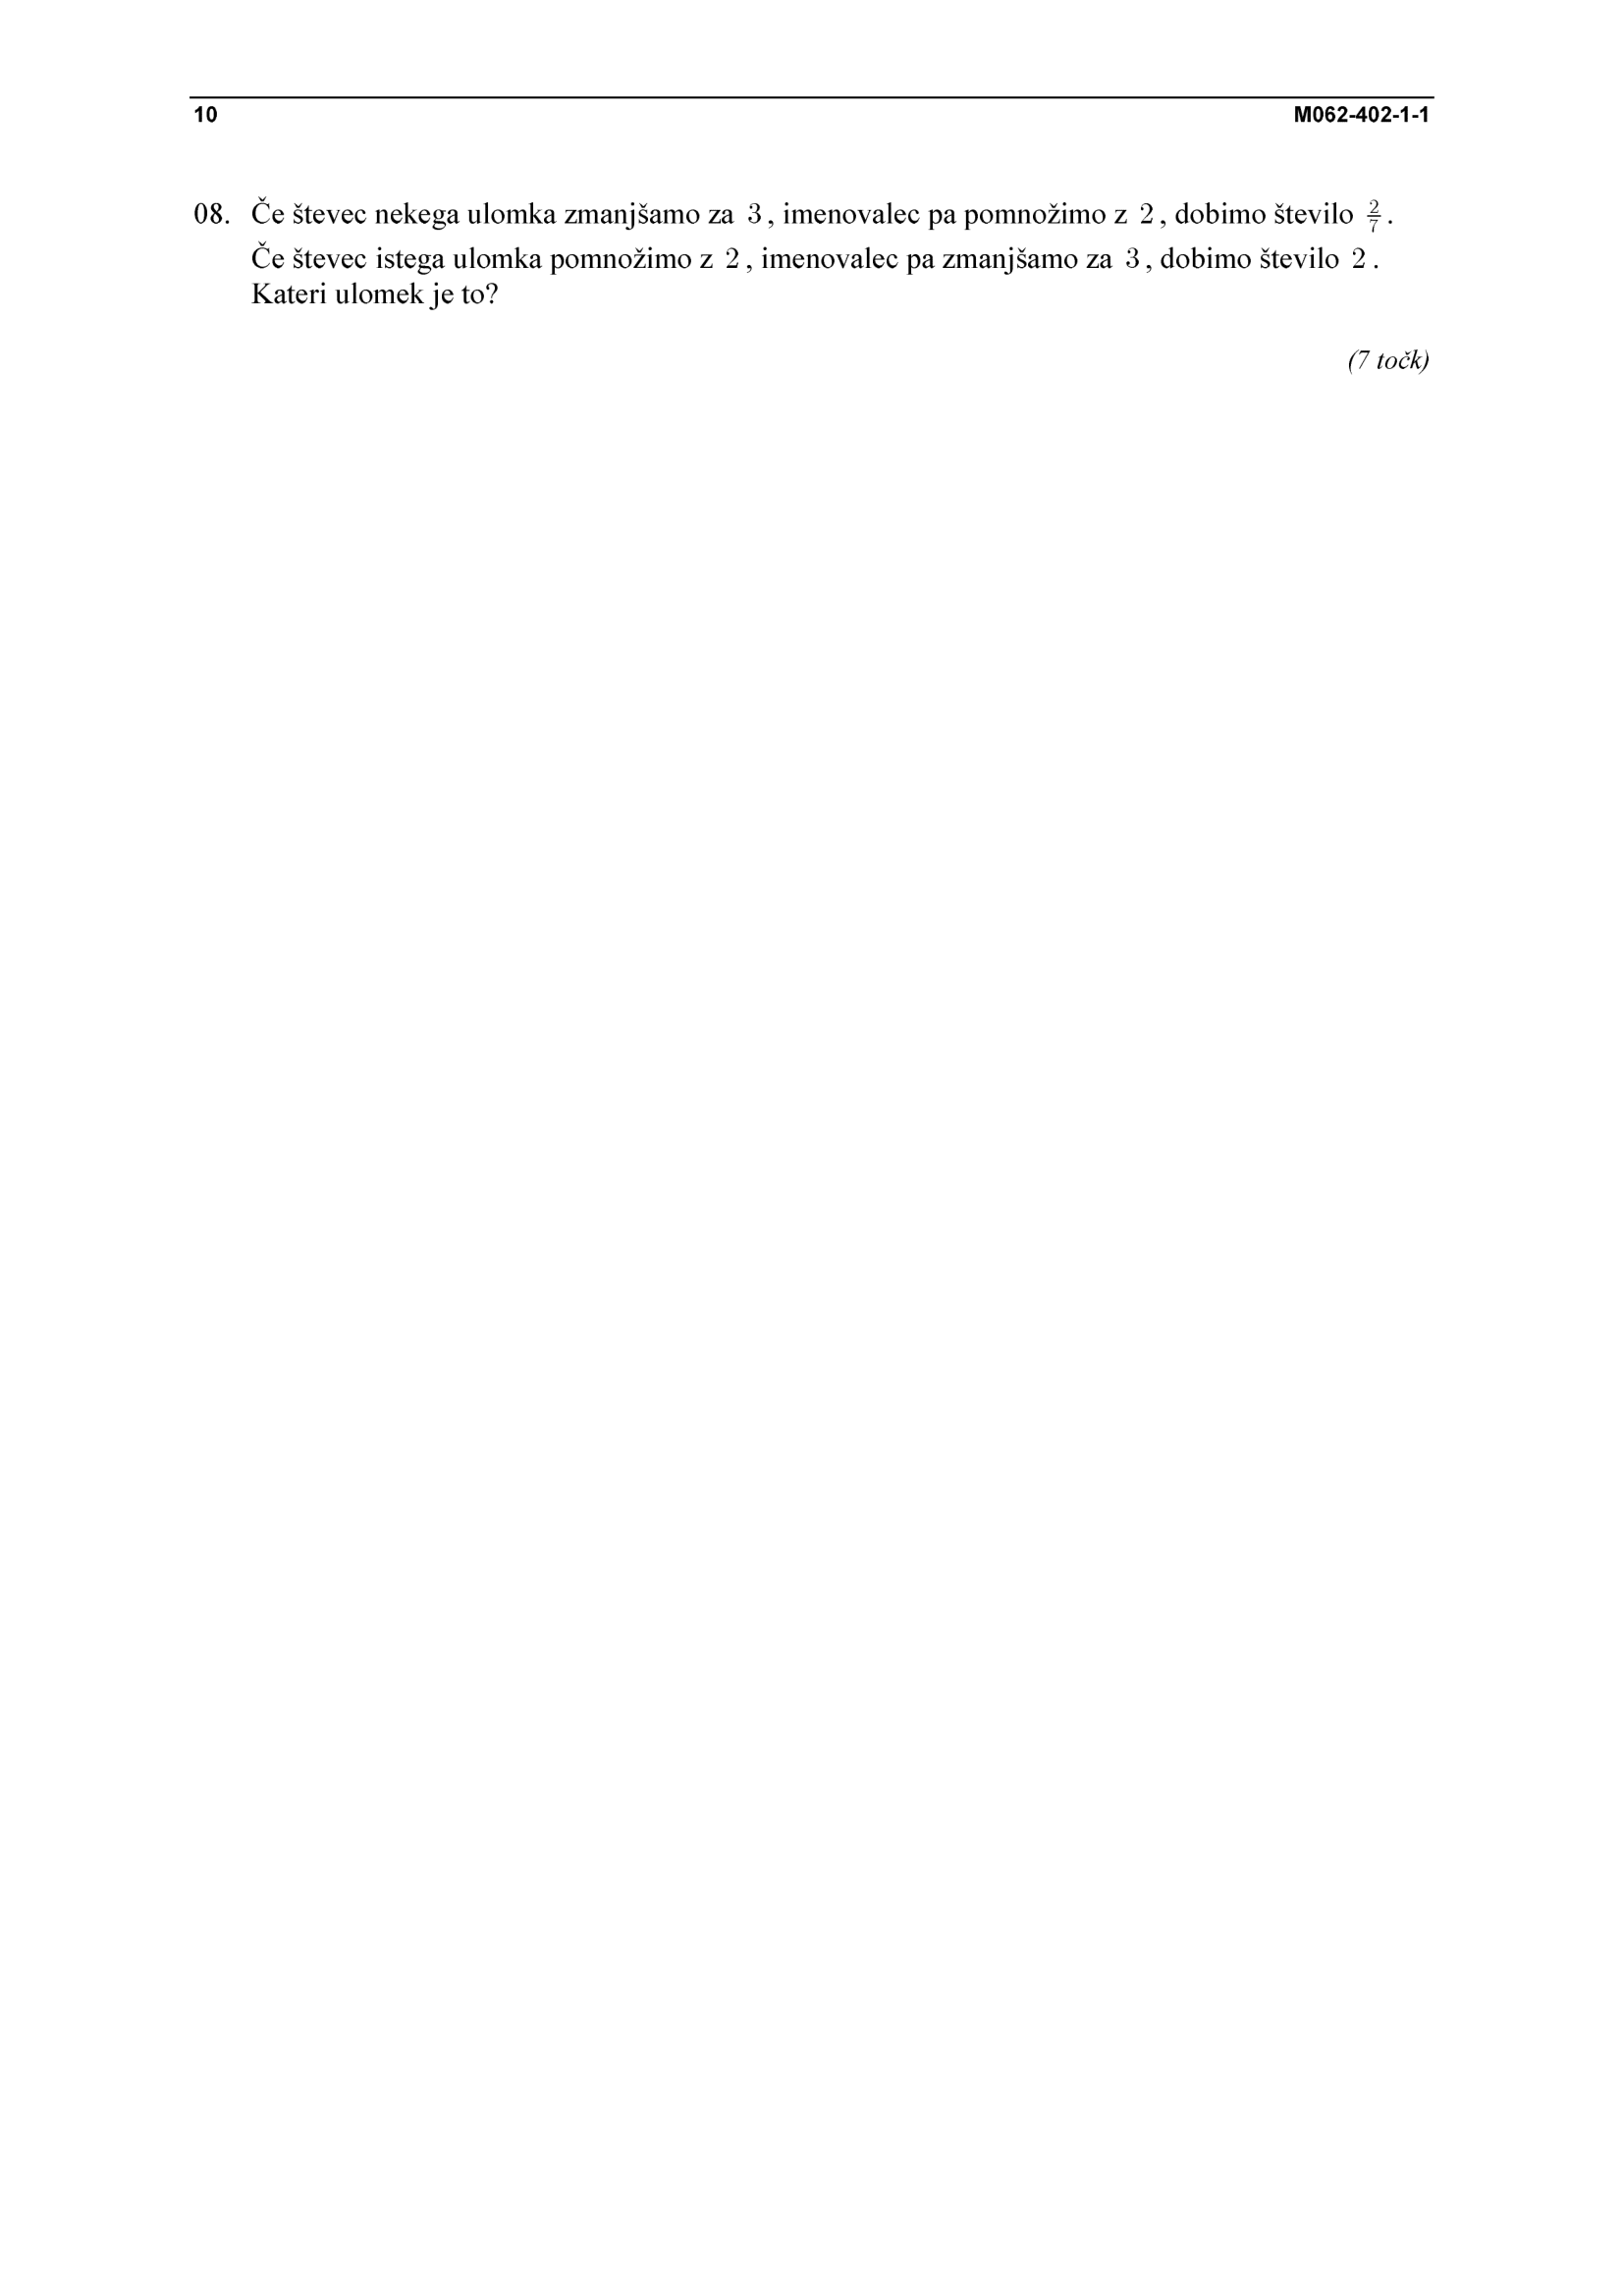 10 M062-402-1-1
08. Če števec nekega ulomka zmanjšamo za 3, imenovalec pa pomnožimo z 2, dobimo število 2/7.
Če števec istega ulomka pomnožimo z 2, imenovalec pa zmanjšamo za 3, dobimo število 2.
Kateri ulomek je to?
(7 točk)